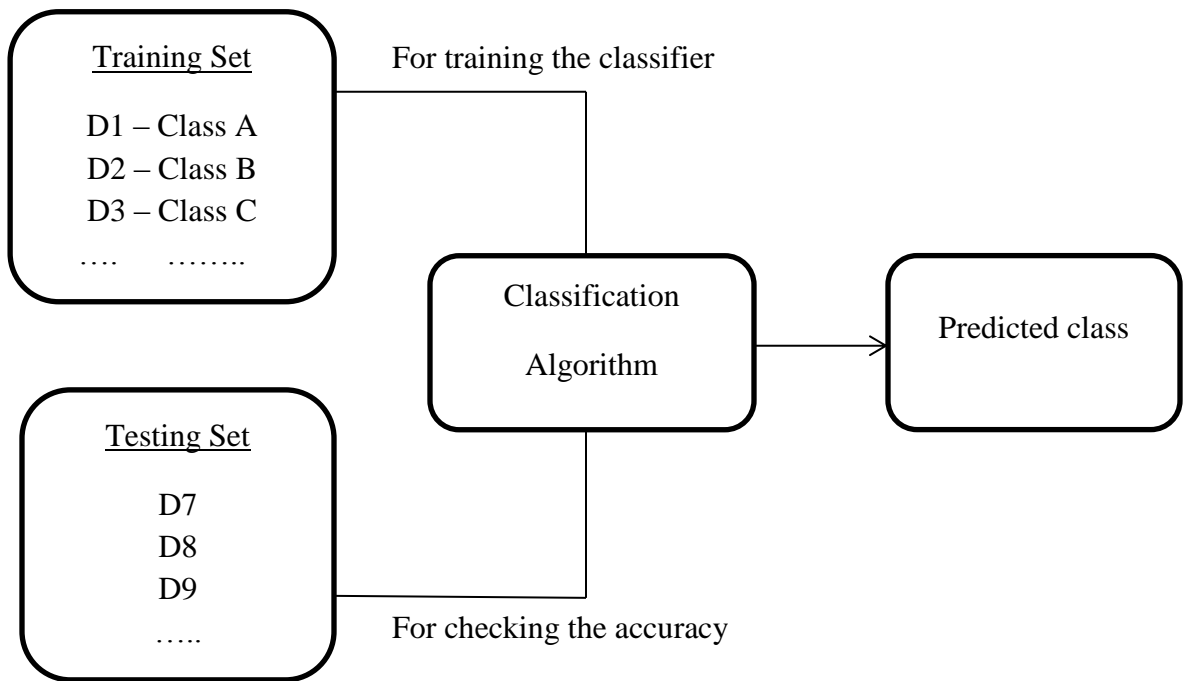 Training Set
D1 – Class A
D2 – Class B
D3 – Class C
…. ……..
For training the classifier
Classification
Algorithm
Predicted class
Testing Set
D7
D8
D9
…..
For checking the accuracy